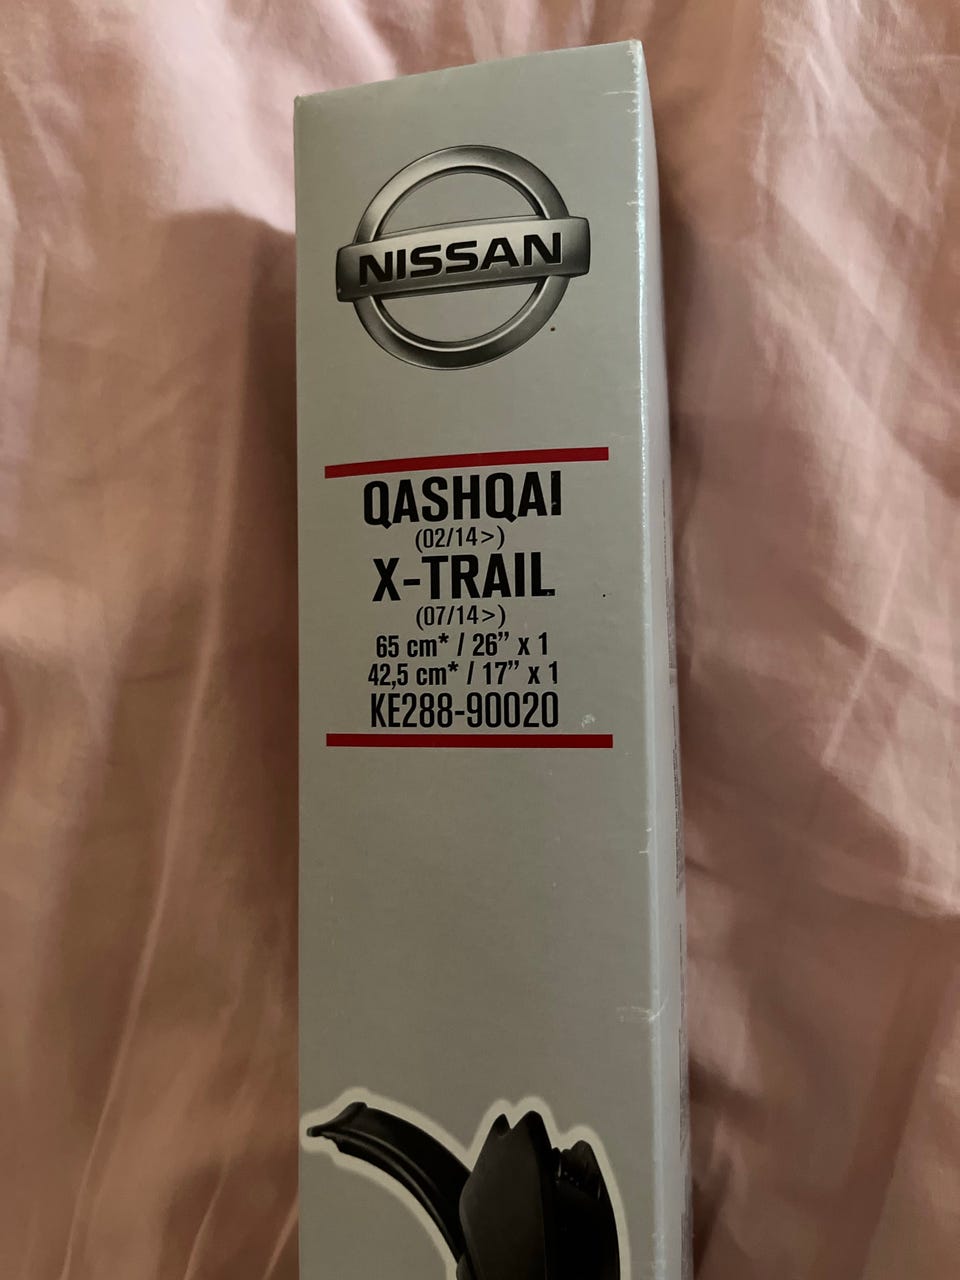 NISSAN
QASHQAI
(02/14>)
X-TRAIL
(07/14>)
65 cm* / 26” x 1
42,5 cm* / 17” x 1
KE288-90020